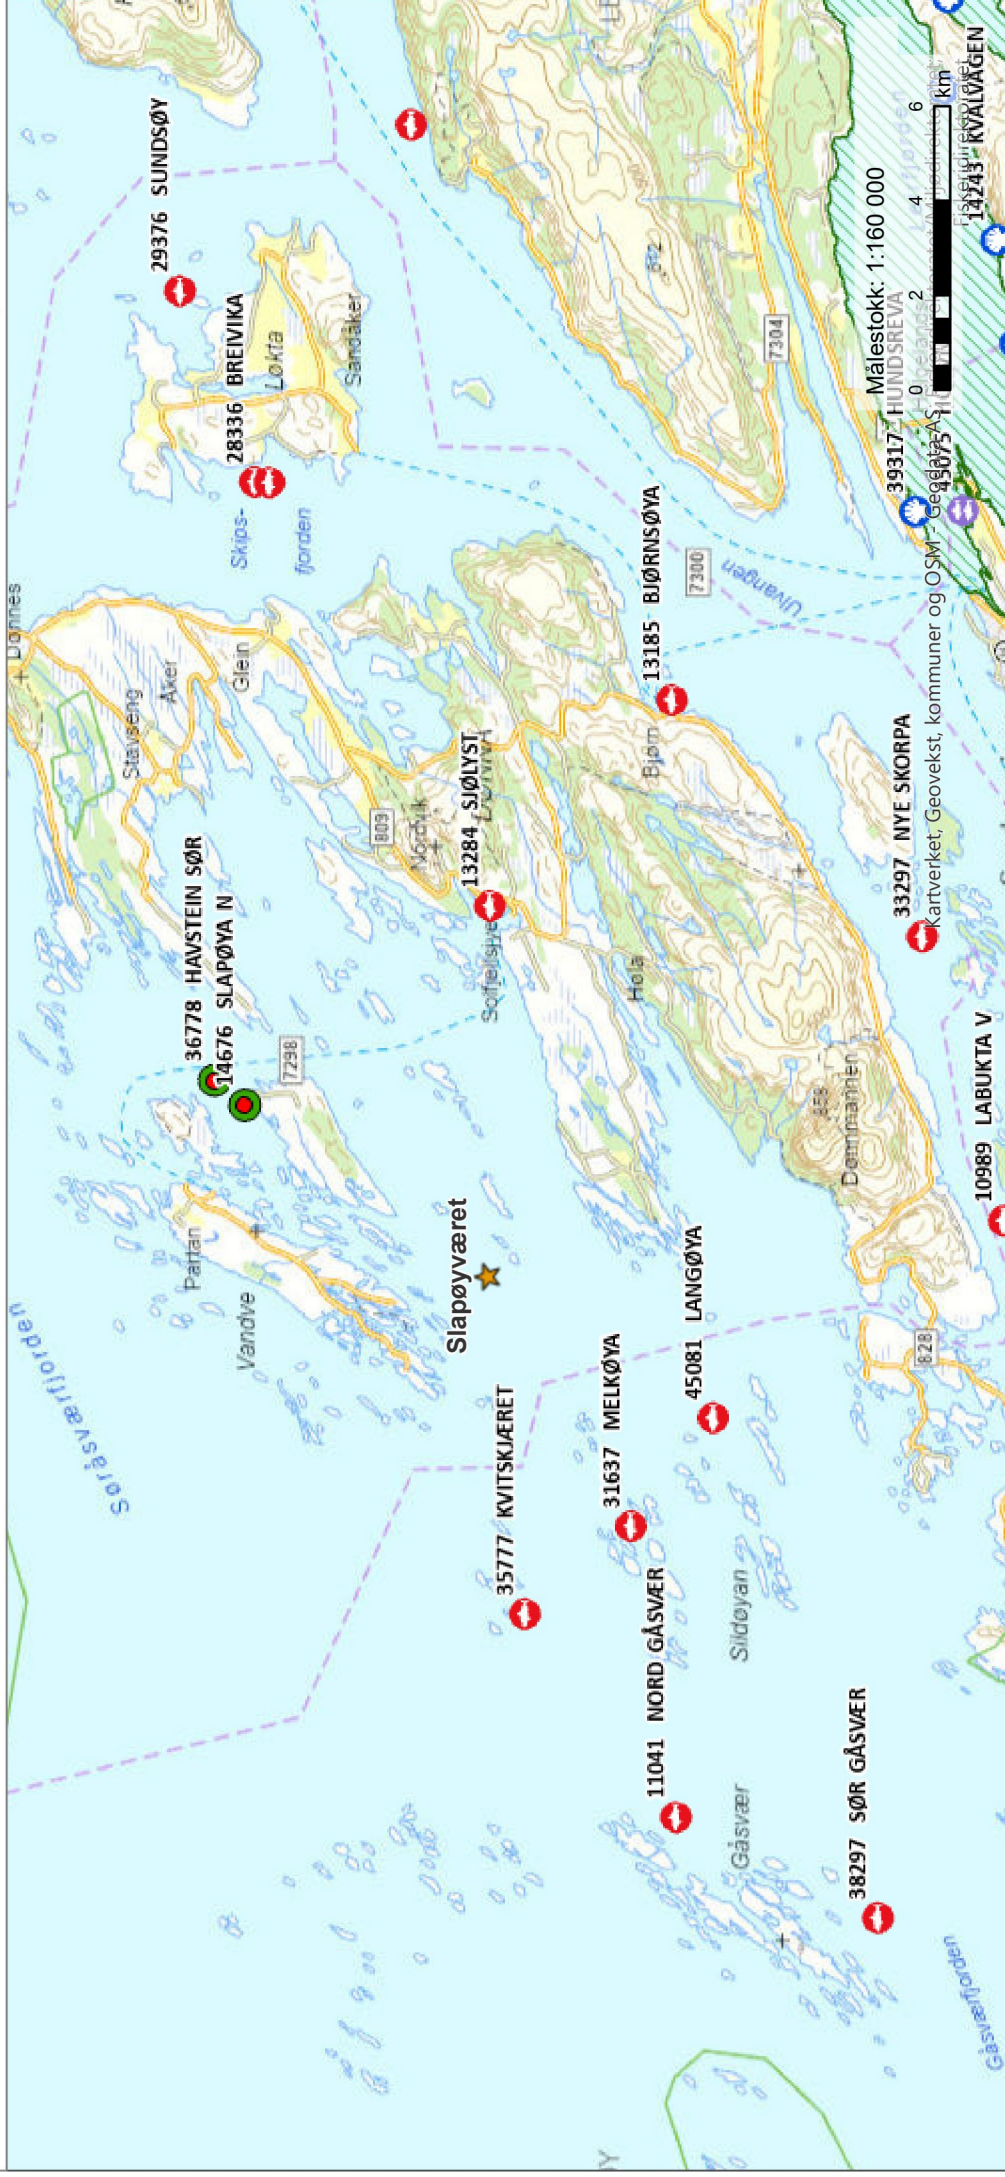 Dønnes
29376 SUNDSØY
28336 BREIVIKA
Løkta
Sandåker
Skips-
fjorden
Stavseng
Åker
Glein
36778 HAVSTEIN SØR
14676 SLAPØYA N
7298
809
Nordvik
13284 SJØLYST
DØNNA
Solfjellsjøen
13185 BJØRNSØYA
Bjørn
7300
Ulvangen
7304
Hola
858
Dønnmannen
33297 NYE SKORPA
10989 LABUKTA V
Søråsværfjorden
Partan
Vandve
Slapøyværet
35777 KVITSKJÆRET
31637 MELKØYA
45081 LANGØYA
828
11041 NORD GÅSVÆR
Sildøyan
Gåsvær
38297 SØR GÅSVÆR
Gåsværfjorden
Målestokk: 1:160 000
0 2 4 6
km
39317 HUNDSREVA
45075
14243 KVALVÅGEN
Kartverket, Geovekst, kommuner og OSM - Geodata AS